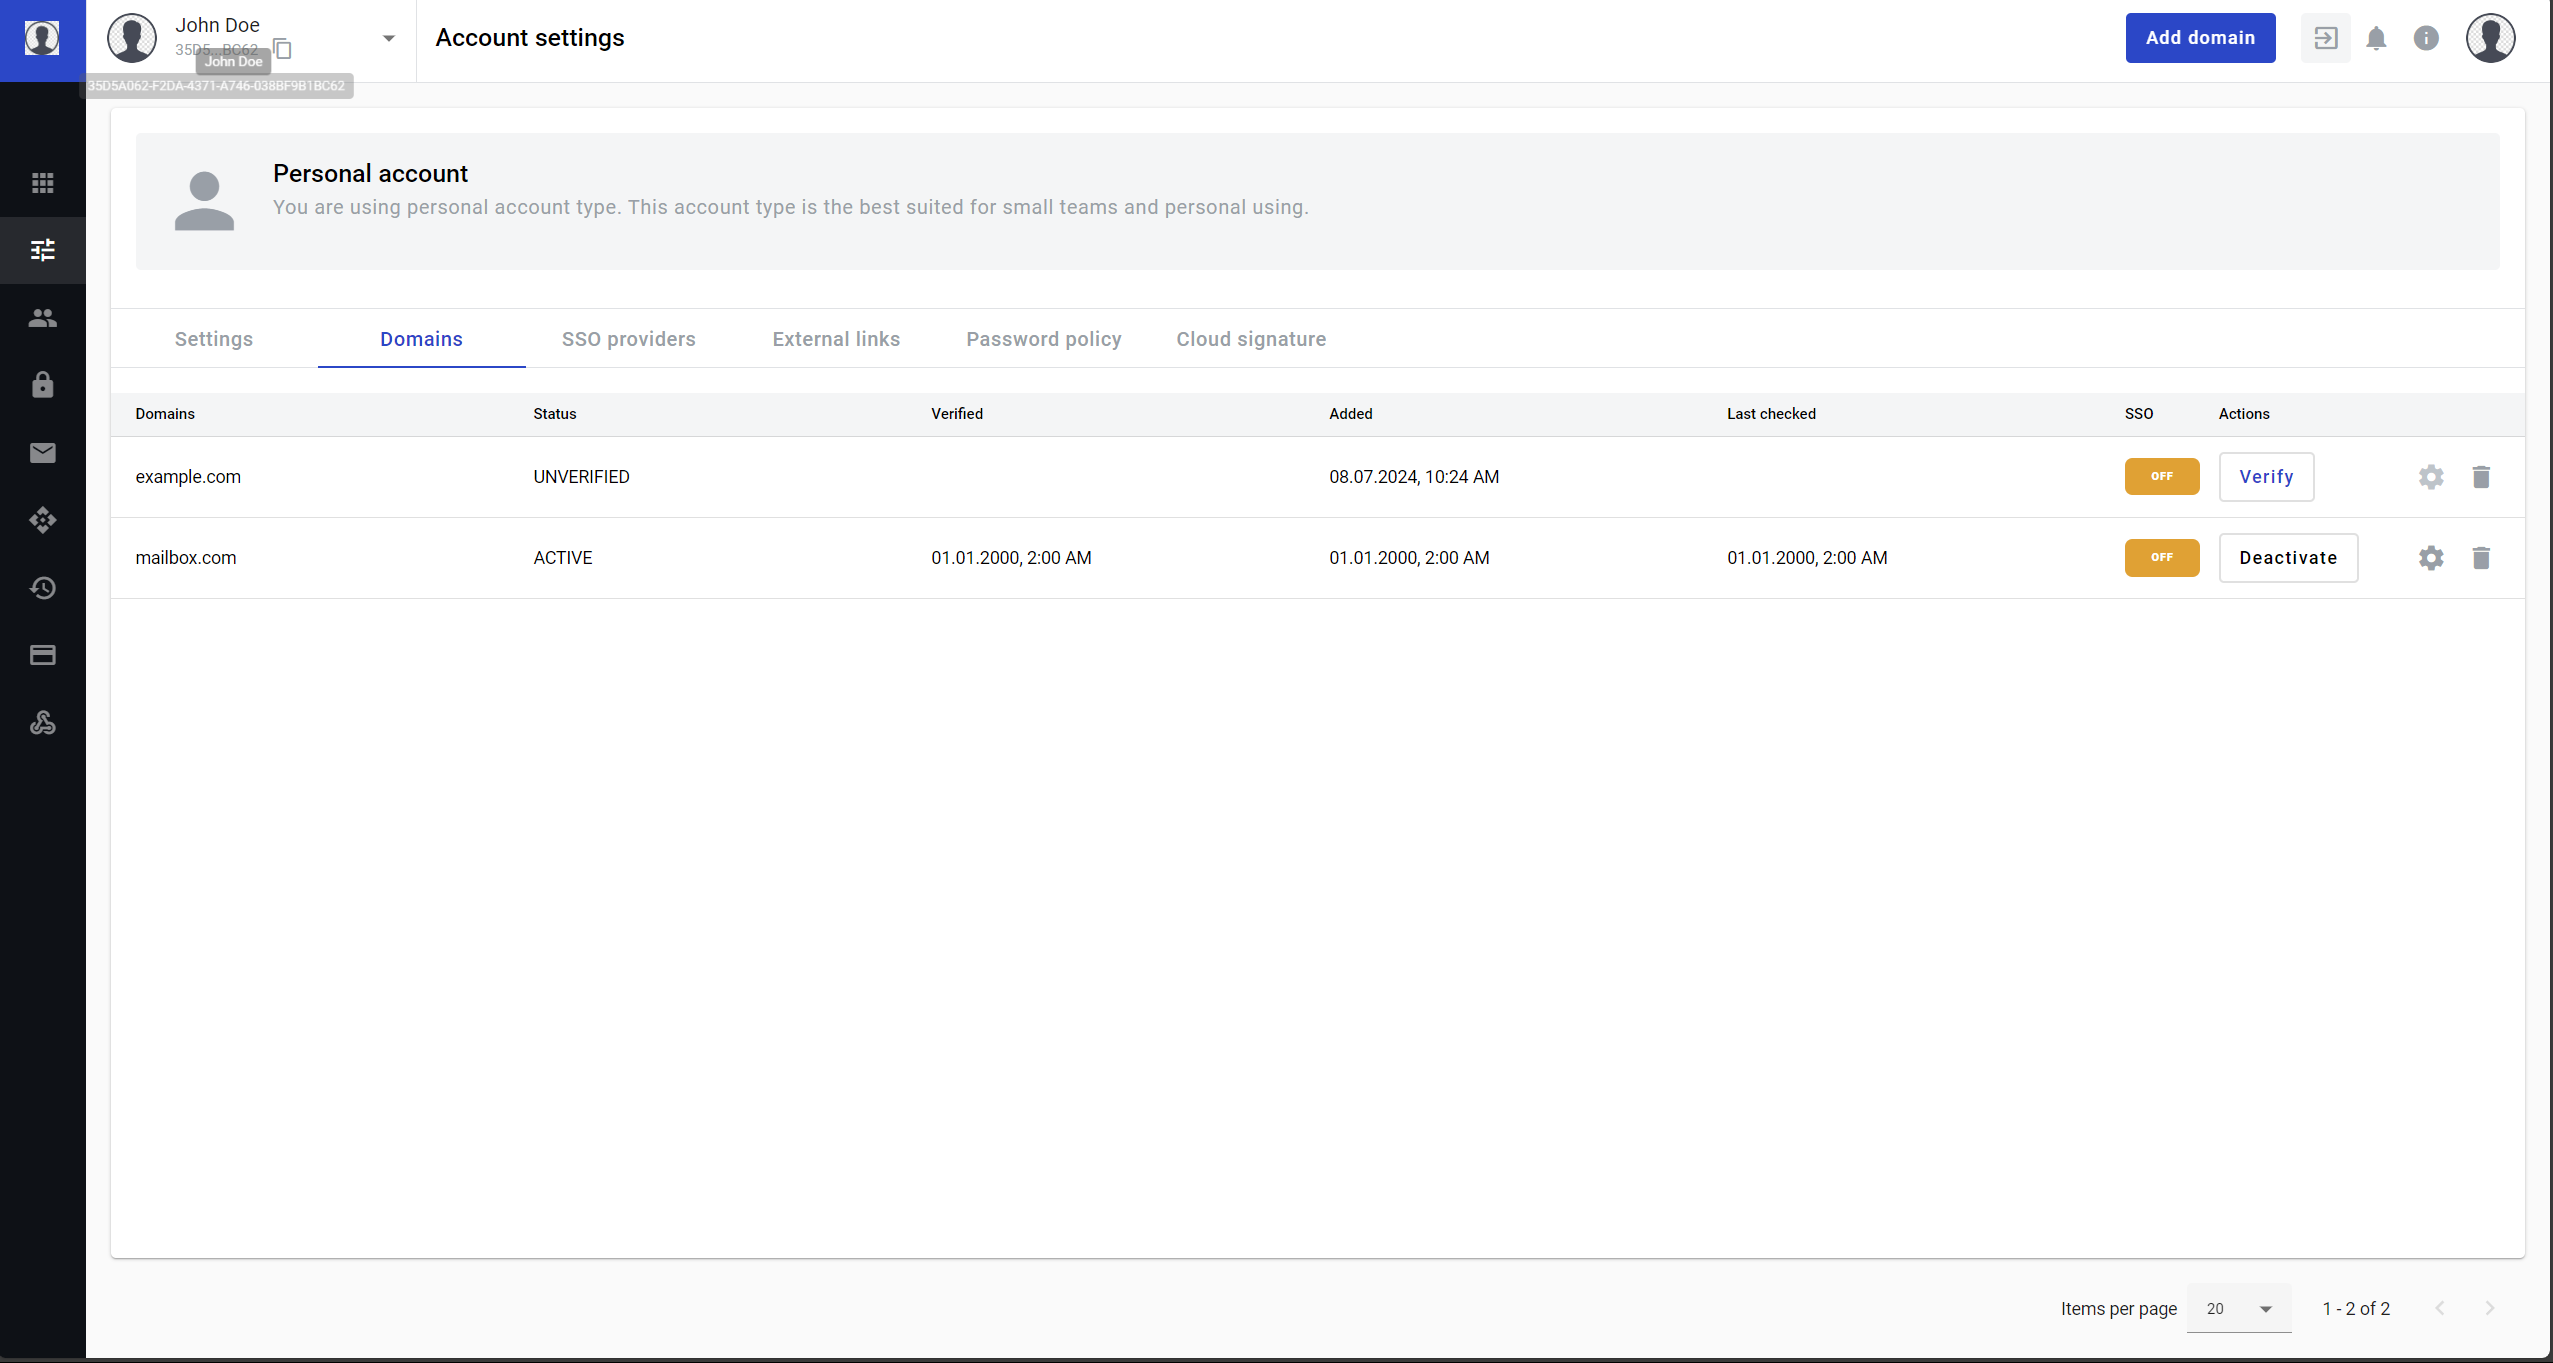 John Doe
35D5...BC62
John Doe
35D5A062-F2DA-4371-A746-038BF9B1BC62
Account settings
Add domain
Personal account
You are using personal account type. This account type is the best suited for small teams and personal using.
Settings Domains SSO providers External links Password policy Cloud signature
Domains Status Verified Added Last checked SSO Actions
example.com UNVERIFIED 08.07.2024, 10:24 AM OFF Verify
mailbox.com ACTIVE 01.01.2000, 2:00 AM 01.01.2000, 2:00 AM 01.01.2000, 2:00 AM OFF Deactivate
Items per page 20 1 - 2 of 2